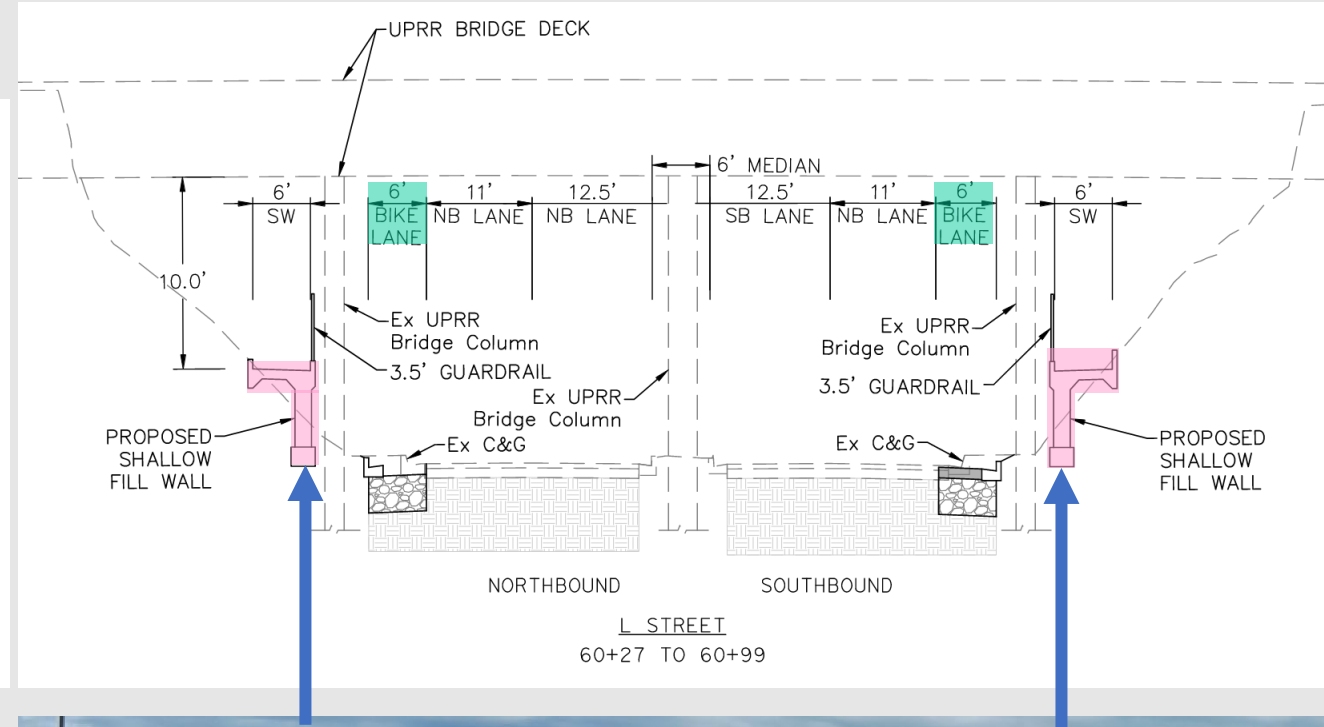 UPRR BRIDGE DECK
6' MEDIAN
6'
SW
6'
BIKE
LANE
11'
NB LANE
12.5'
NB LANE
12.5'
SB LANE
11'
NB LANE
6'
BIKE
LANE
6'
SW
10.0'
Ex UPRR
Bridge Column
3.5' GUARDRAIL
Ex UPRR
Bridge Column
Ex UPRR
Bridge Column
3.5' GUARDRAIL
PROPOSED
SHALLOW
FILL WALL
Ex C&G
Ex C&G
PROPOSED
SHALLOW
FILL WALL
NORTHBOUND
SOUTHBOUND
L STREET
60+27 TO 60+99